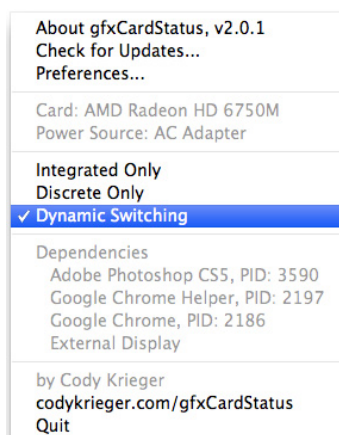 About gfxCardStatus, v2.0.1
Check for Updates...
Preferences...
Card: AMD Radeon HD 6750M
Power Source: AC Adapter
Integrated Only
Discrete Only
✓ Dynamic Switching
Dependencies
Adobe Photoshop CS5, PID: 3590
Google Chrome Helper, PID: 2197
Google Chrome, PID: 2186
External Display
by Cody Krieger
codykrieger.com/gfxCardStatus
Quit